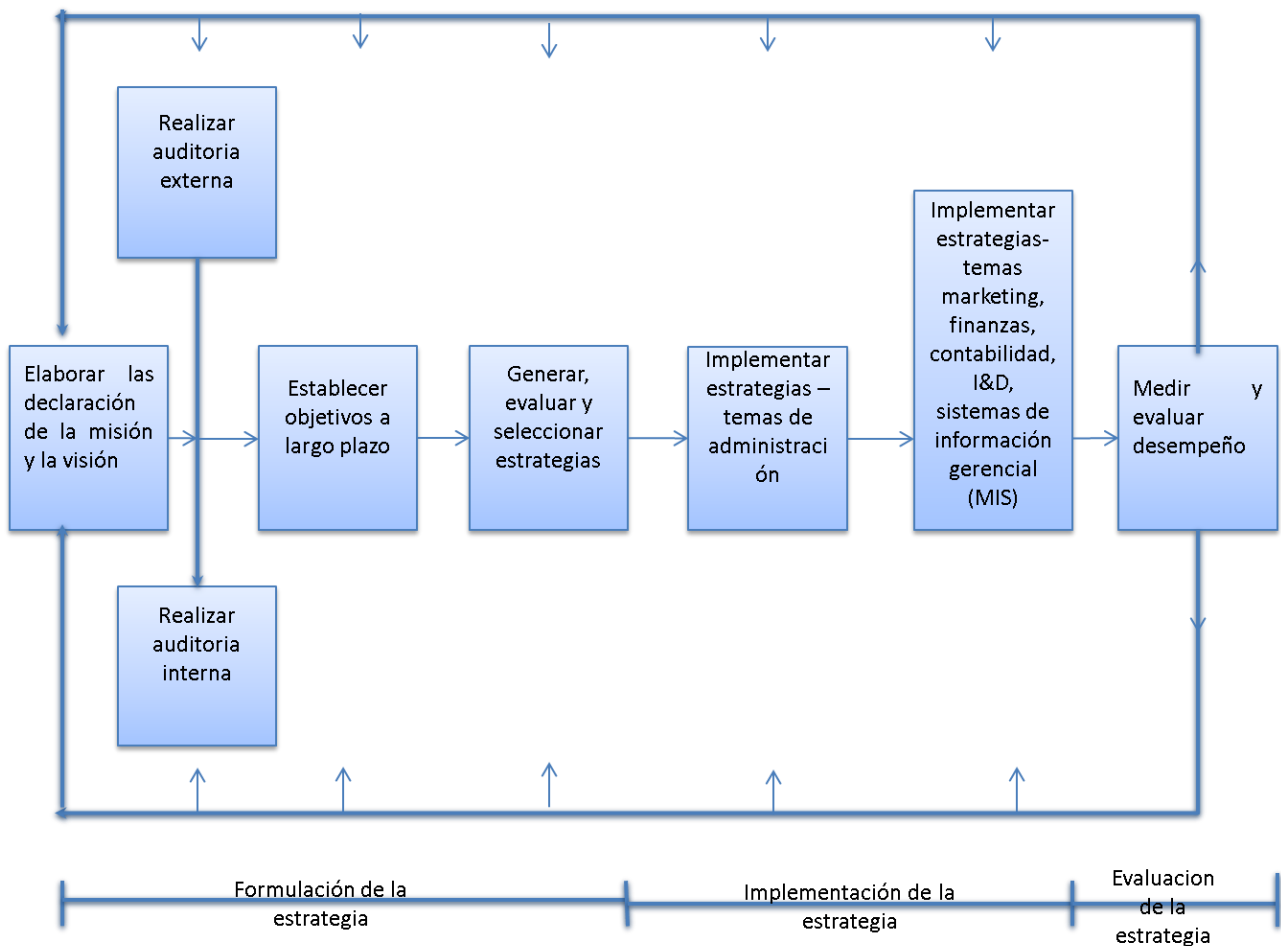 Realizar
auditoria
externa
Elaborar las
declaración
de la misión
y la visión
Realizar
auditoria
interna
Establecer
objetivos a
largo plazo
Generar,
evaluar y
seleccionar
estrategias
Implementar
estrategias –
temas de
administraci
ón
Implementar
estrategias-
temas
marketing,
finanzas,
contabilidad,
I&D,
sistemas de
información
gerencial
(MIS)
Medir y
evaluar
desempeño
Formulación de la
estrategia
Implementación de la
estrategia
Evaluacion
de la
estrategia